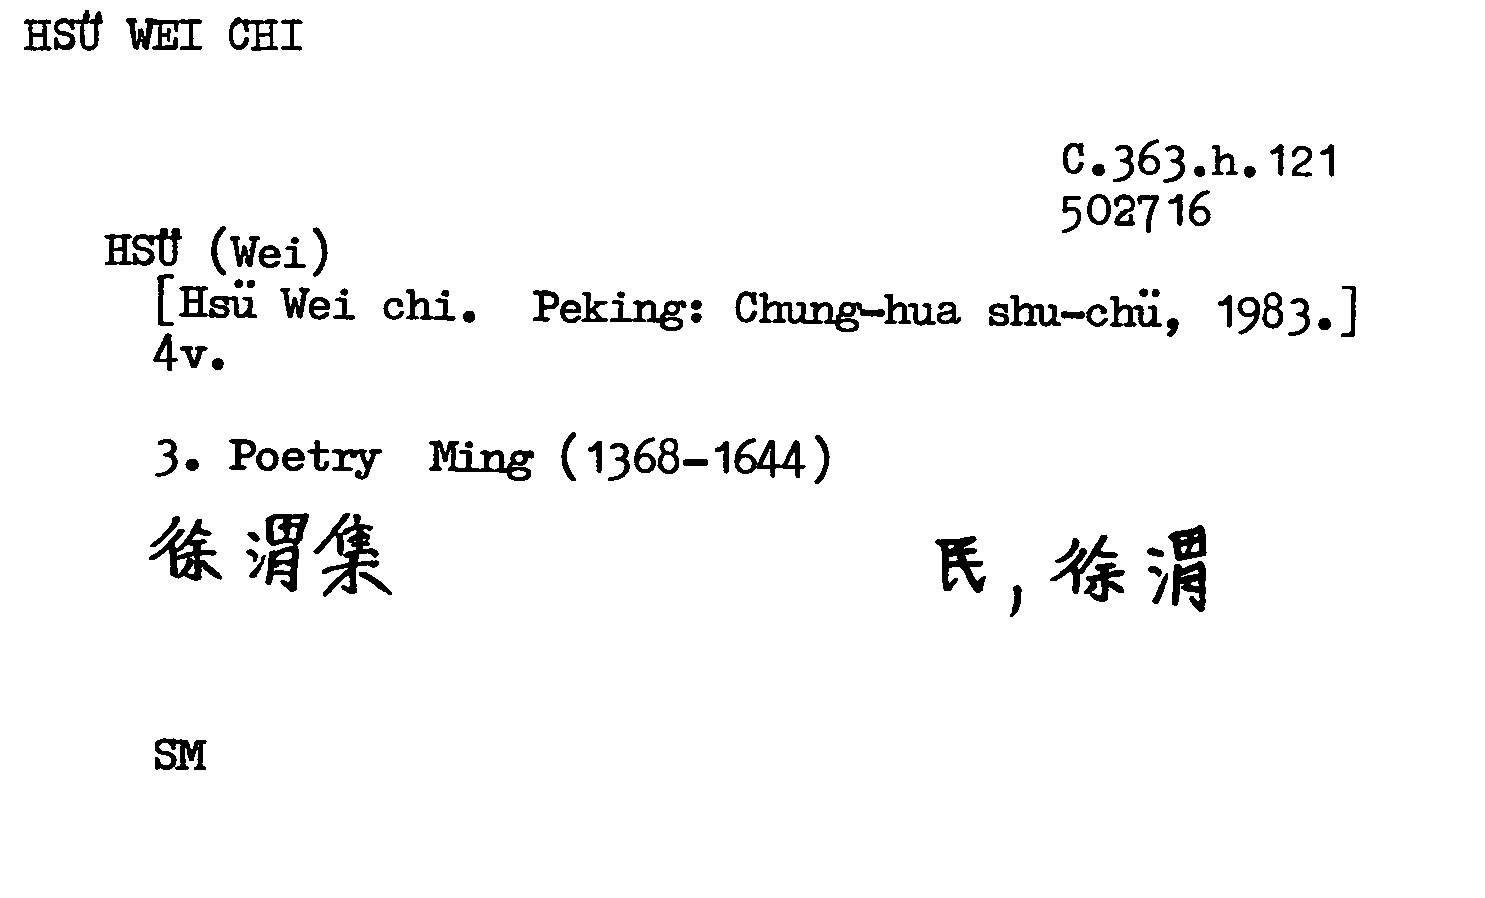 HSÜ WEI CHI
C.363.h.121
502716
HSÜ (Wei)
[Hsü Wei chi. Peking: Chung-hua shu-chü, 1983.]
4v.
3. Poetry Ming (1368-1644)
徐渭集
民, 徐渭
SM